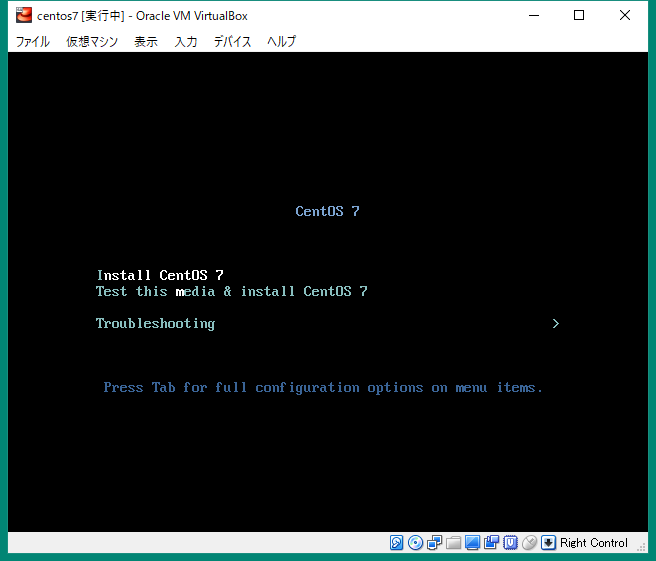 centos7 [実行中] - Oracle VM VirtualBox
ファイル 仮想マシン 表示 入力 デバイス ヘルプ
CentOS 7
Install CentOS 7
Test this media & install CentOS 7
Troubleshooting >
Press Tab for full configuration options on menu items.
Right Control